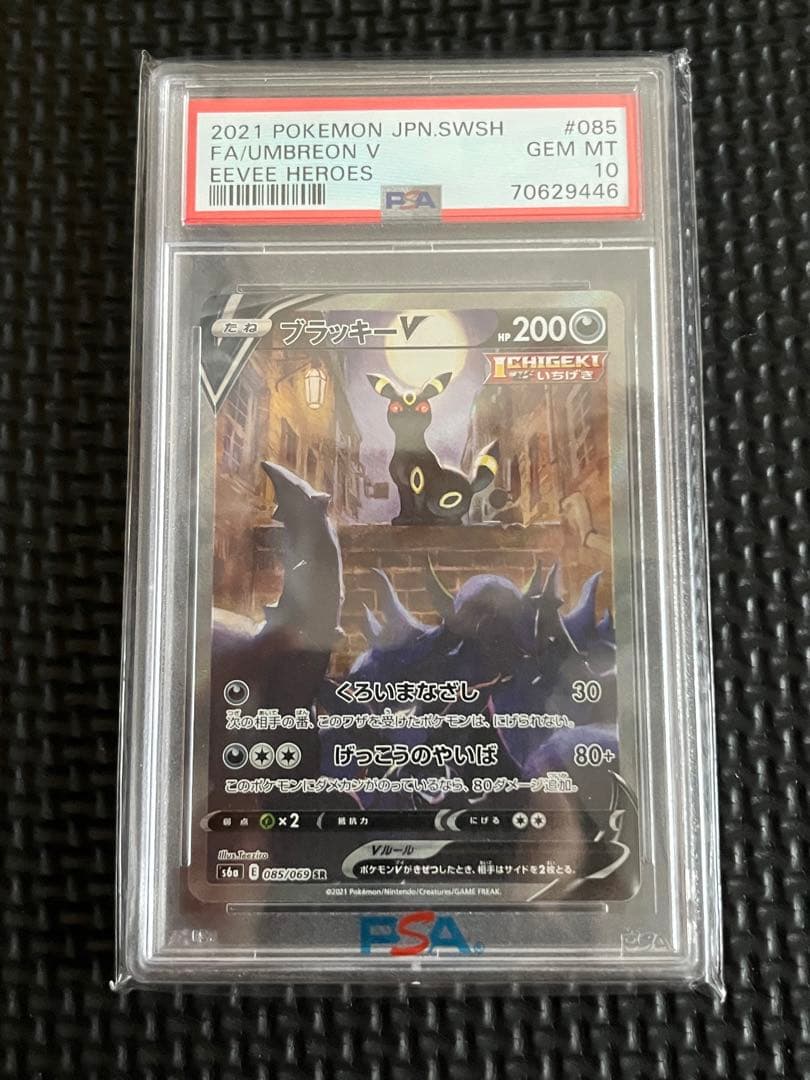 2021 POKEMON JPN.SWSH #085
FA/UMBREON V GEM MT
EEVEE HEROES 10
PSA 70629446
たね ブラッキーV HP 200
ICHIGEKI
いちげき
くろいまなざし 30
次の相手の番、このワザを受けたポケモンは、にげられない。
げっこうのやいば 80+
このポケモンにダメカンがのっているなら、80ダメージ追加。
弱点 ×2 抵抗力 にげる
Vルール
ポケモンVがきぜつしたとき、相手はサイドを2枚とる。
Illus. Teeziro
s6a E 085/069 SR
©2021 Pokémon/Nintendo/Creatures/GAME FREAK.
PSA